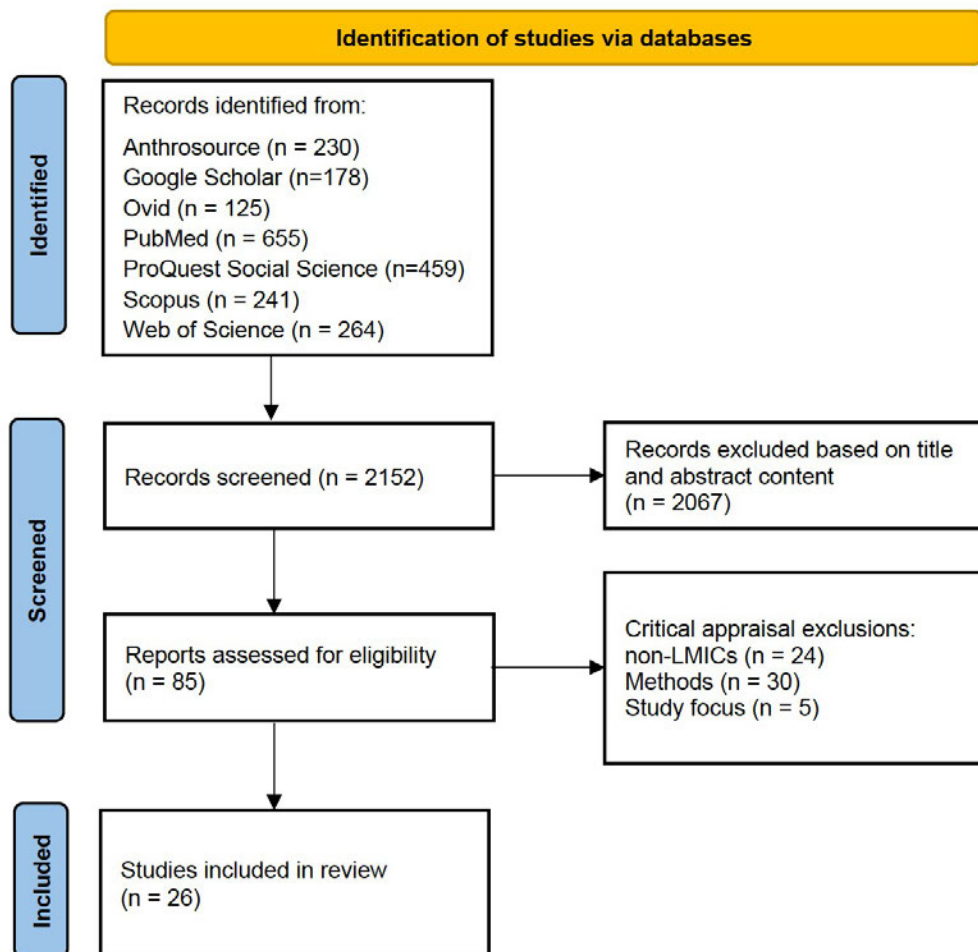 Identification of studies via databases
Identified
Records identified from:
Anthrosource (n = 230)
Google Scholar (n=178)
Ovid (n = 125)
PubMed (n = 655)
ProQuest Social Science (n=459)
Scopus (n = 241)
Web of Science (n = 264)
Screened
Records screened (n = 2152)
Records excluded based on title
and abstract content
(n = 2067)
Reports assessed for eligibility
(n = 85)
Critical appraisal exclusions:
non-LMICs (n = 24)
Methods (n = 30)
Study focus (n = 5)
Included
Studies included in review
(n = 26)